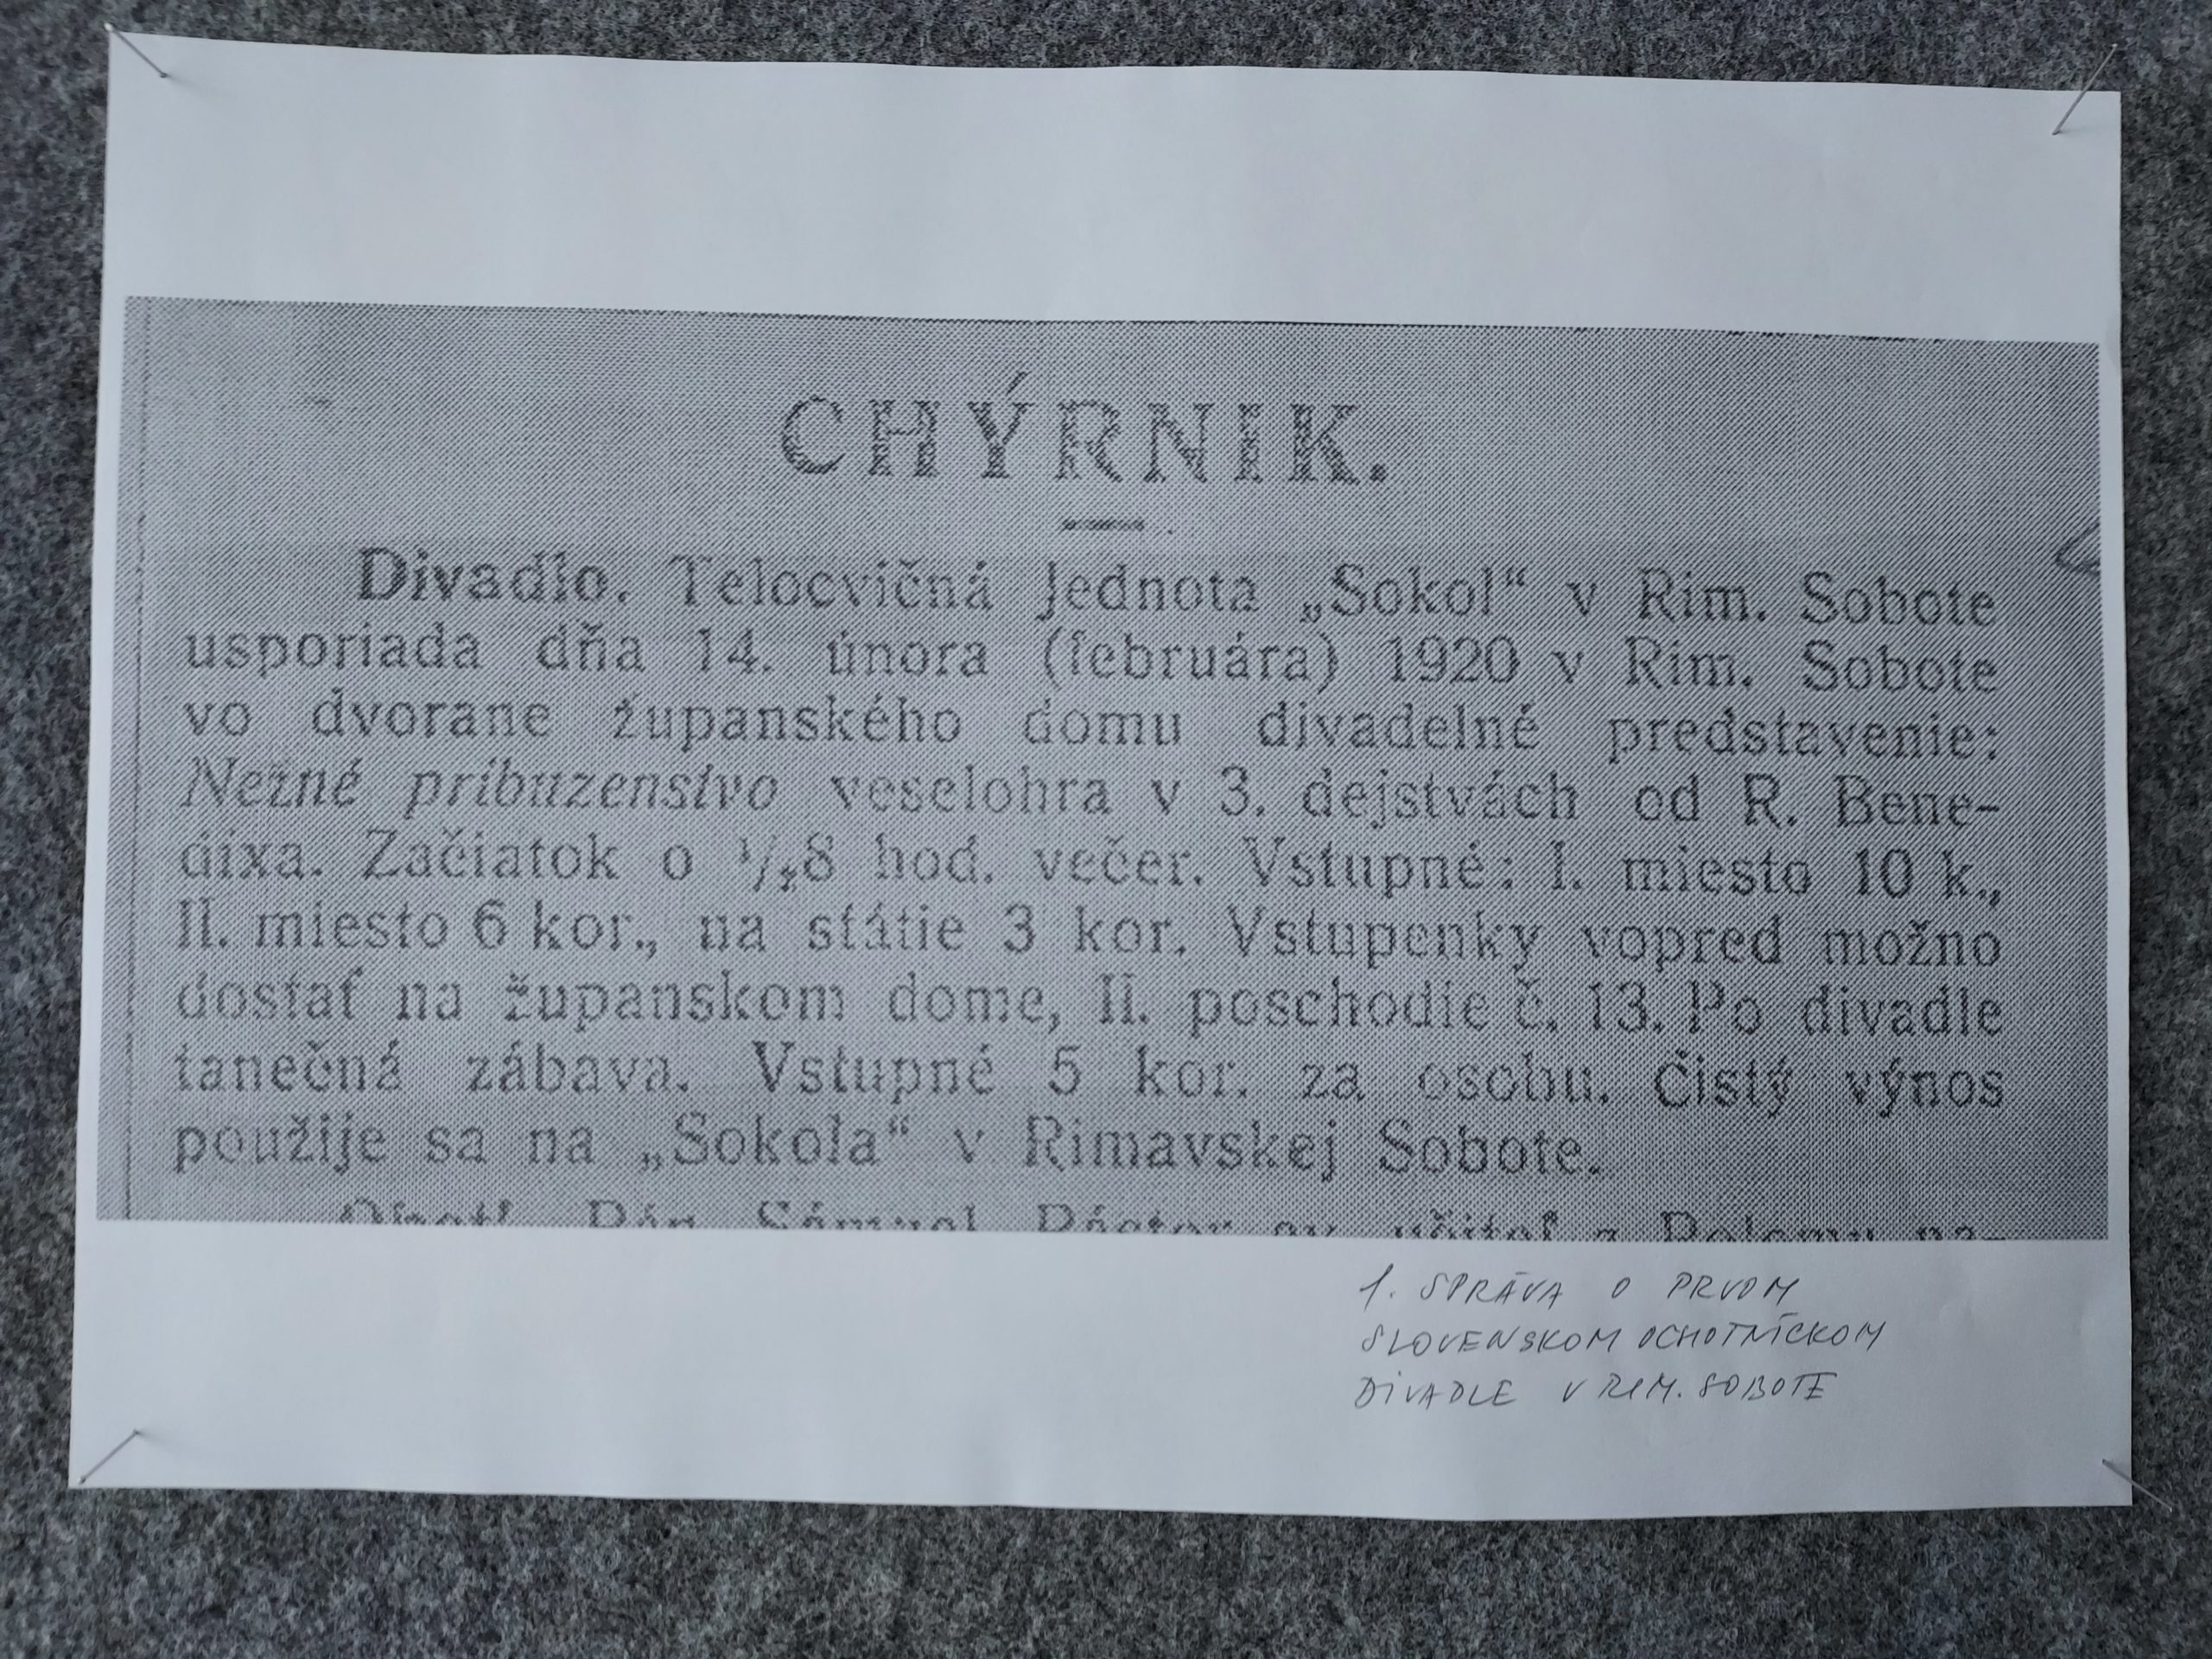 CHÝRNIK.
Divadlo. Telocvičná Jednota „Sokol“ v Rim. Sobote
usporiada dňa 14. února (februára) 1920 v Rim. Sobote
vo dvorane županského domu divadelné predstavenie:
Nežné príbuzenstvo veselohra v 3. dejstvách od R. Bene-
dixa. Začiatok o ½8 hod. večer. Vstupné: I. miesto 10 k.,
II. miesto 6 kor., na státie 3 kor. Vstupenky vopred možno
dostať na županskom dome, II. poschodie č. 13. Po divadle
tanečná zábava. Vstupné 5 kor. za osobu. Čistý výnos
použije sa na „Sokola“ v Rimavskej Sobote.
Sámuel učiteľ z
1. SPRÁVA O PRVOM
SLOVENSKOM OCHOTNÍCKOM
DIVADLE V RIM. SOBOTE